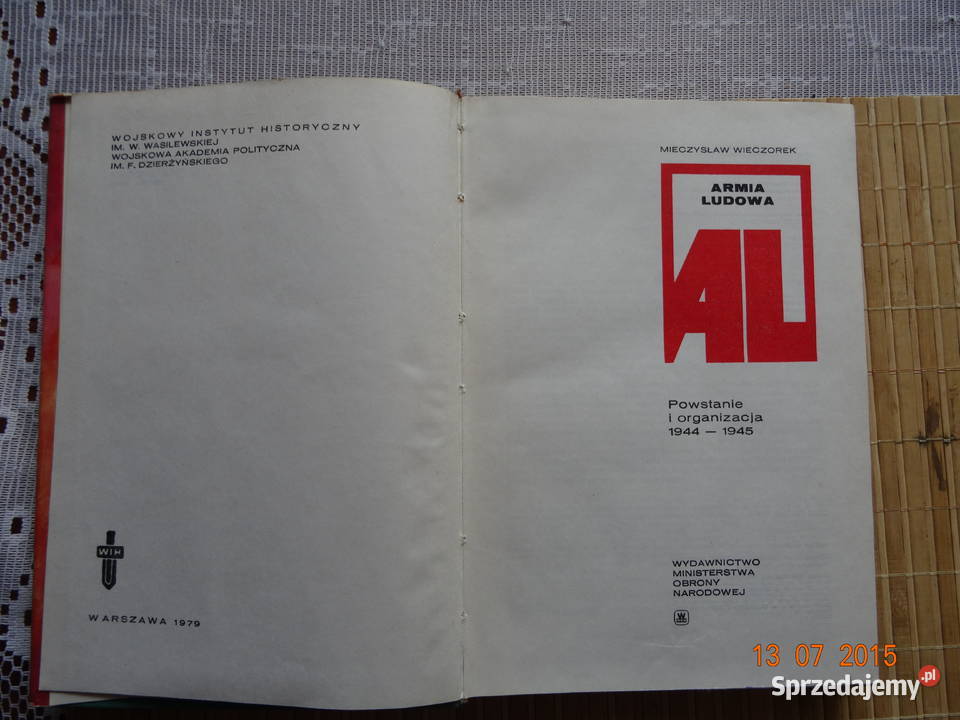 WOJSKOWY INSTYTUT HISTORYCZNY
IM. W. WASILEWSKIEJ
WOJSKOWA AKADEMIA POLITYCZNA
IM. F. DZIERŻYŃSKIEGO
WIH
WARSZAWA 1979
MIECZYSŁAW WIECZOREK
ARMIA
LUDOWA
AL
Powstanie
i organizacja
1944 — 1945
WYDAWNICTWO
MINISTERSTWA
OBRONY
NARODOWEJ
W
13 07 2015
Sprzedajemy.pl